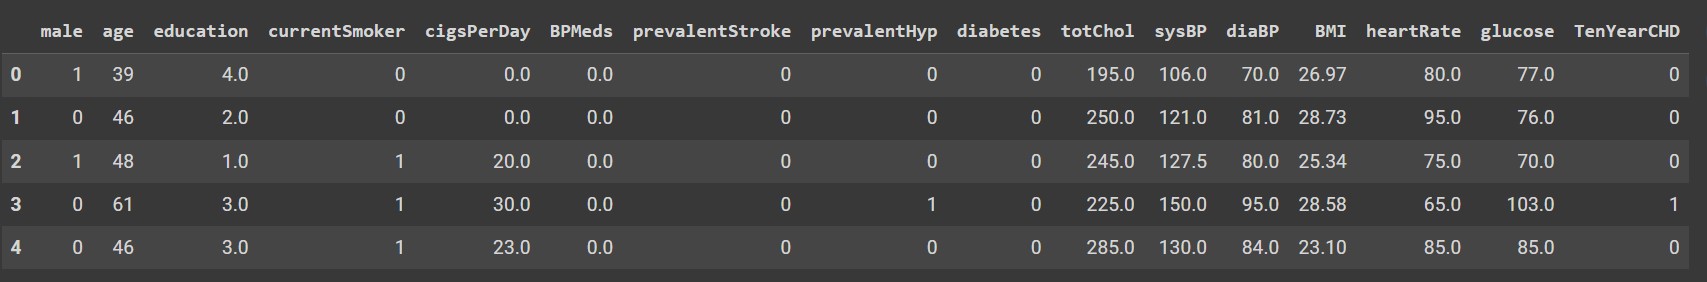 male age education currentSmoker cigsPerDay BPMeds prevalentStroke prevalentHyp diabetes totChol sysBP diaBP BMI heartRate glucose TenYearCHD
0 1 39 4.0 0 0.0 0.0 0 0 0 195.0 106.0 70.0 26.97 80.0 77.0 0
1 0 46 2.0 0 0.0 0.0 0 0 0 250.0 121.0 81.0 28.73 95.0 76.0 0
2 1 48 1.0 1 20.0 0.0 0 0 0 245.0 127.5 80.0 25.34 75.0 70.0 0
3 0 61 3.0 1 30.0 0.0 0 1 0 225.0 150.0 95.0 28.58 65.0 103.0 1
4 0 46 3.0 1 23.0 0.0 0 0 0 285.0 130.0 84.0 23.10 85.0 85.0 0